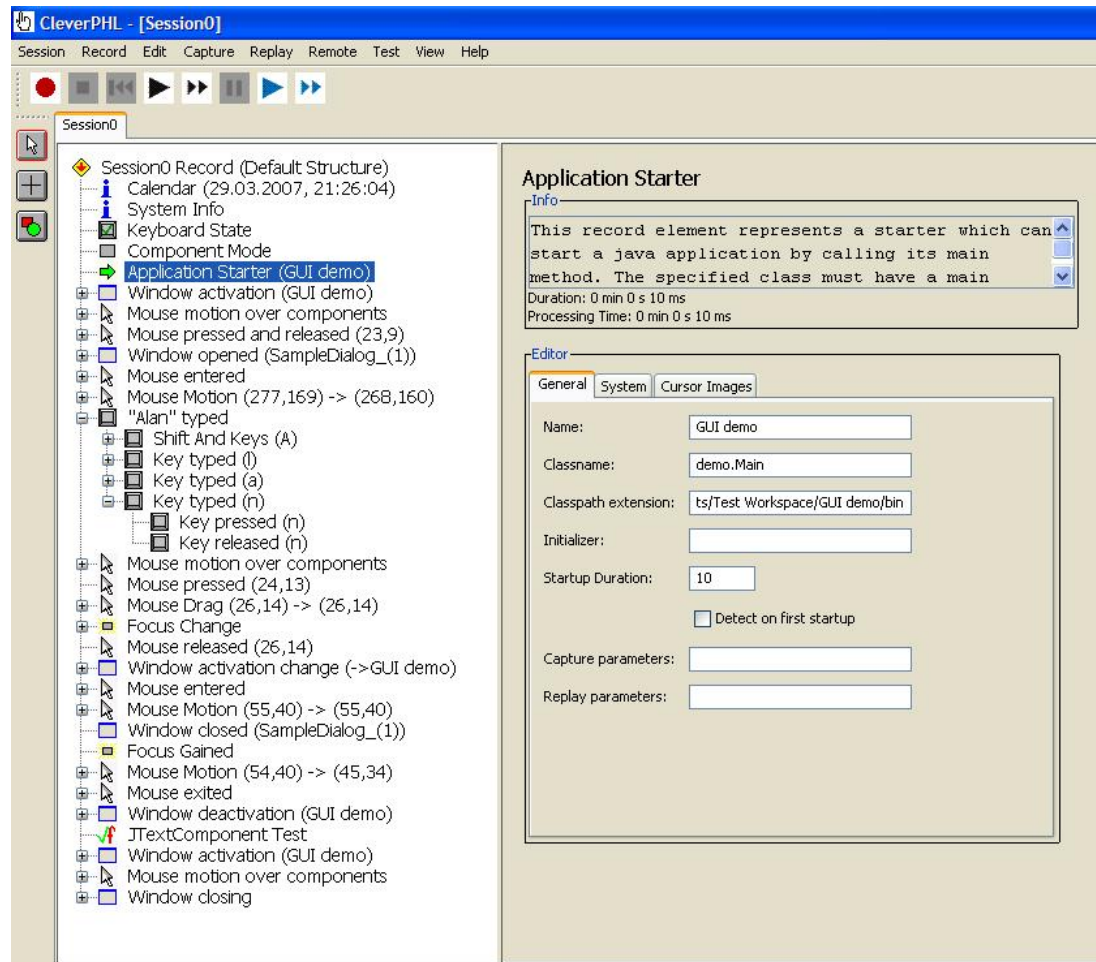 CleverPHL - [Session0]
Session Record Edit Capture Replay Remote Test View Help
Session0
Session0 Record (Default Structure)
Calendar (29.03.2007, 21:26:04)
System Info
Keyboard State
Component Mode
Application Starter (GUI demo)
Window activation (GUI demo)
Mouse motion over components
Mouse pressed and released (23,9)
Window opened (SampleDialog_(1))
Mouse entered
Mouse Motion (277,169) -> (268,160)
"Alan" typed
Shift And Keys (A)
Key typed (l)
Key typed (a)
Key typed (n)
Key pressed (n)
Key released (n)
Mouse motion over components
Mouse pressed (24,13)
Mouse Drag (26,14) -> (26,14)
Focus Change
Mouse released (26,14)
Window activation change (->GUI demo)
Mouse entered
Mouse Motion (55,40) -> (55,40)
Window closed (SampleDialog_(1))
Focus Gained
Mouse Motion (54,40) -> (45,34)
Mouse exited
Window deactivation (GUI demo)
JTextComponent Test
Window activation (GUI demo)
Mouse motion over components
Window closing
Application Starter
Info
This record element represents a starter which can
start a java application by calling its main
method. The specified class must have a main
Duration: 0 min 0 s 10 ms
Processing Time: 0 min 0 s 10 ms
Editor
General System Cursor Images
Name: GUI demo
Classname: demo.Main
Classpath extension: ts/Test Workspace/GUI demo/bin
Initializer:
Startup Duration: 10
Detect on first startup
Capture parameters:
Replay parameters: